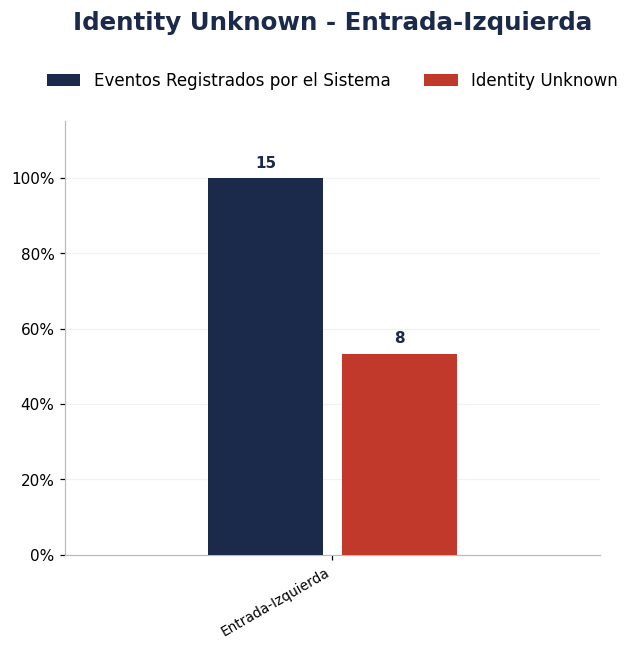 Identity Unknown - Entrada-Izquierda
Eventos Registrados por el Sistema
Identity Unknown
15
100%
80%
60%
8
40%
20%
0%
Entrada-Izquierda